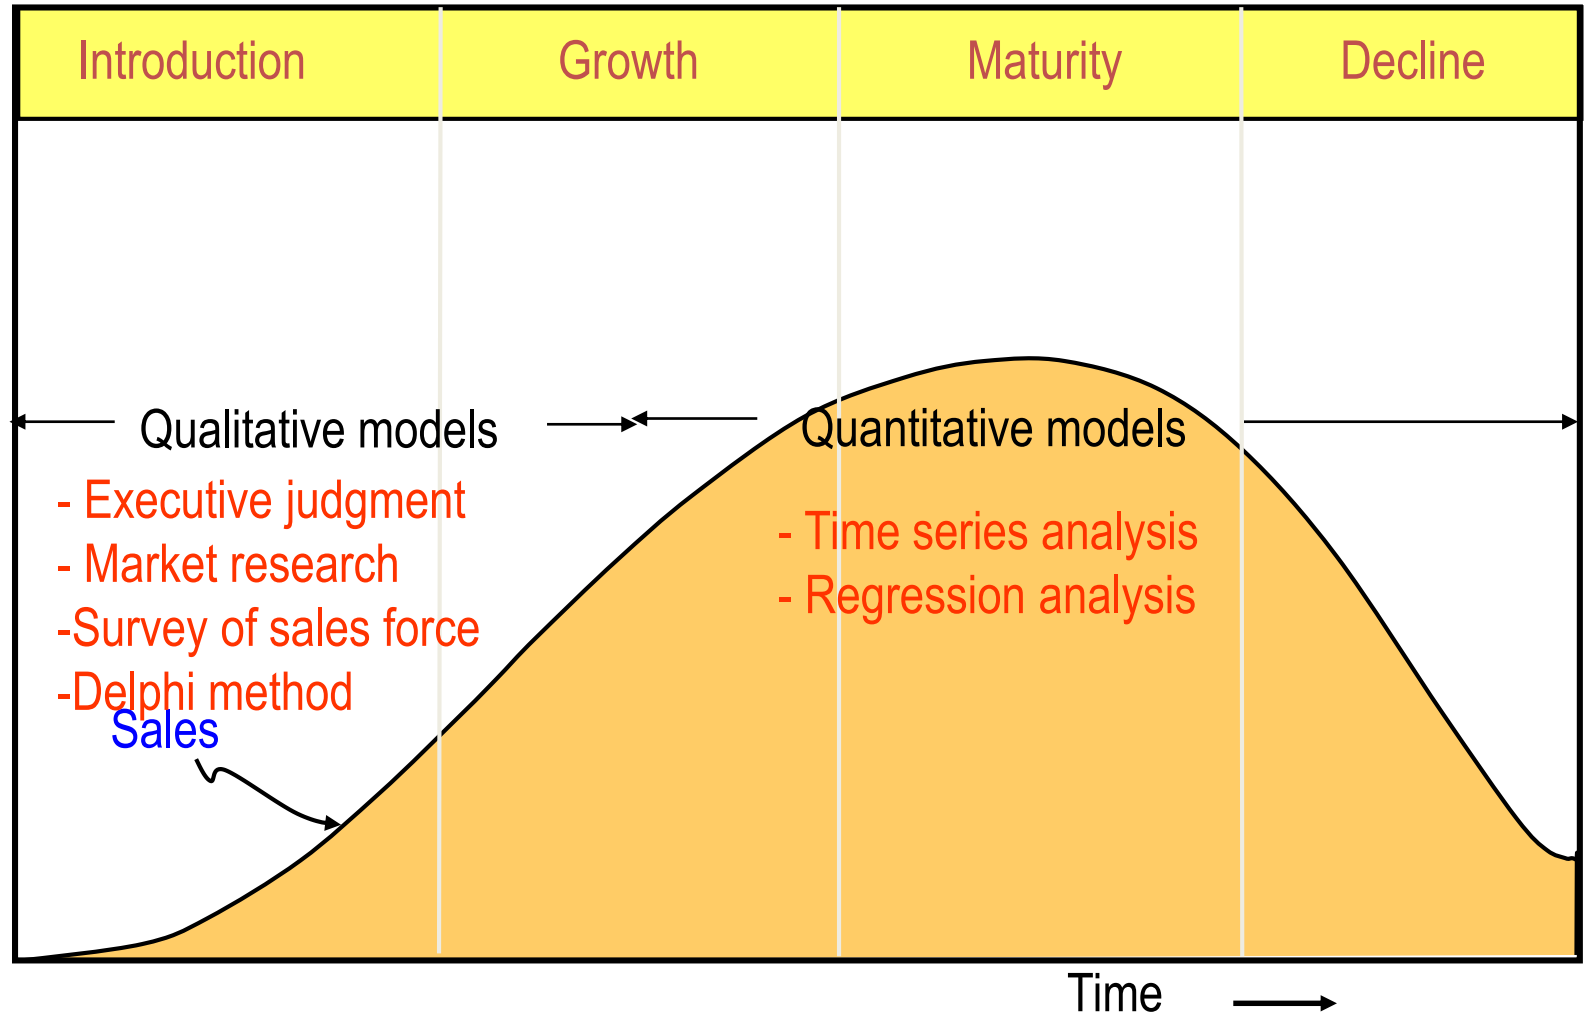 Introduction
Growth
Maturity
Decline
Qualitative models
- Executive judgment
- Market research
-Survey of sales force
-Delphi method
Sales
Quantitative models
- Time series analysis
- Regression analysis
Time